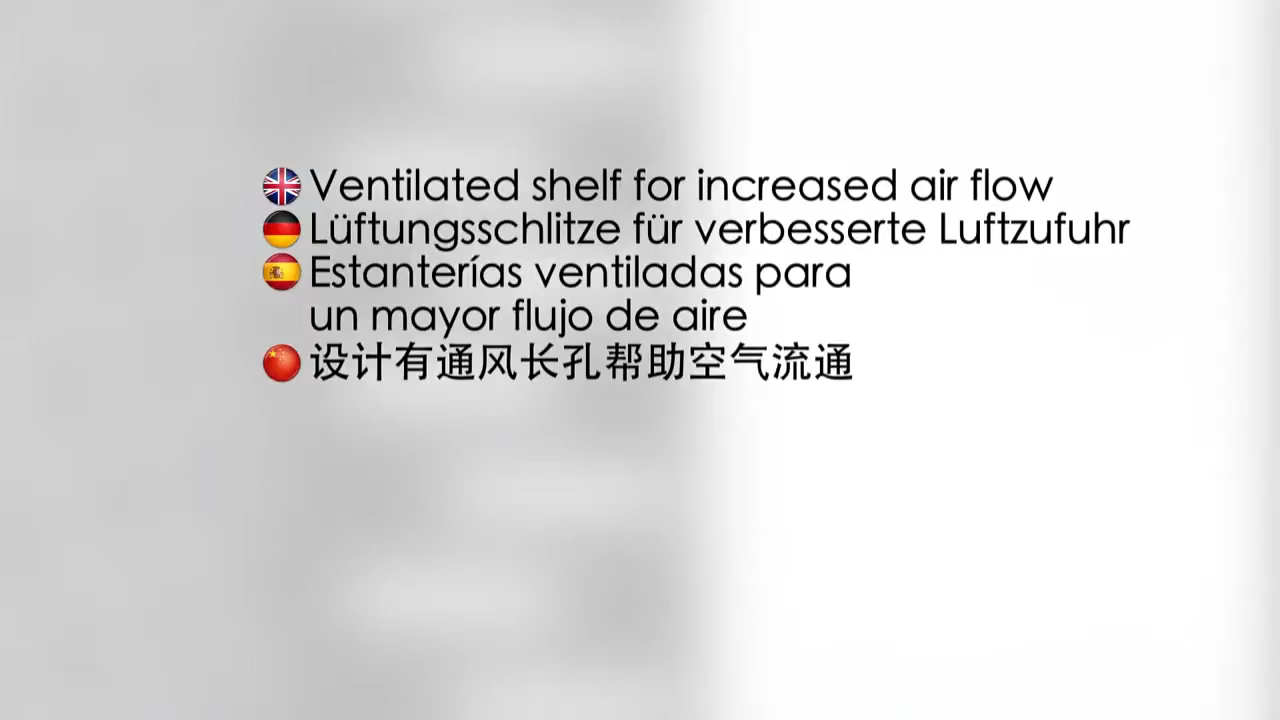 Ventilated shelf for increased air flow
Lüftungsschlitze für verbesserte Luftzufuhr
Estanterías ventiladas para
un mayor flujo de aire
设计有通风长孔帮助空气流通